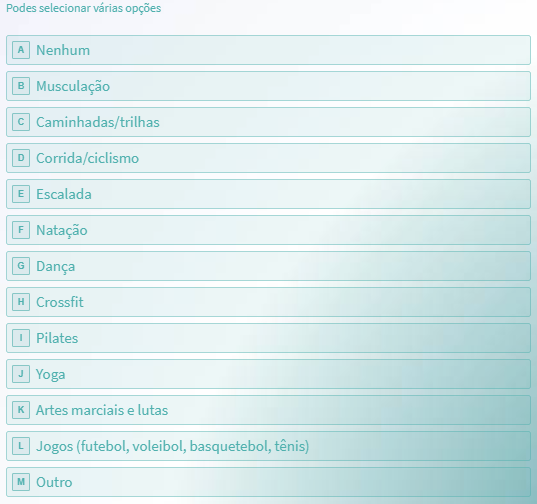 Podes selecionar várias opções
A Nenhum
B Musculação
C Caminhadas/trilhas
D Corrida/ciclismo
E Escalada
F Natação
G Dança
H Crossfit
I Pilates
J Yoga
K Artes marciais e lutas
L Jogos (futebol, voleibol, basquetebol, tênis)
M Outro